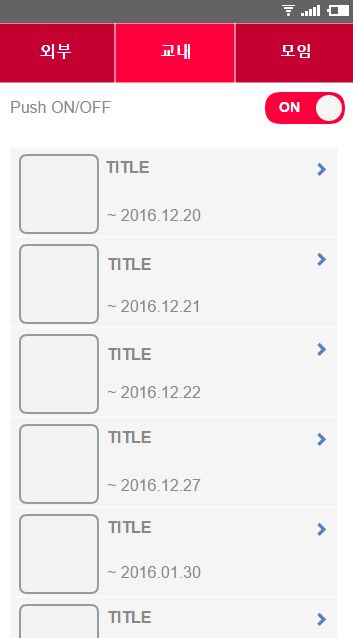 외부 교내 모임
Push ON/OFF ON
TITLE
~ 2016.12.20
TITLE
~ 2016.12.21
TITLE
~ 2016.12.22
TITLE
~ 2016.12.27
TITLE
~ 2016.01.30
TITLE